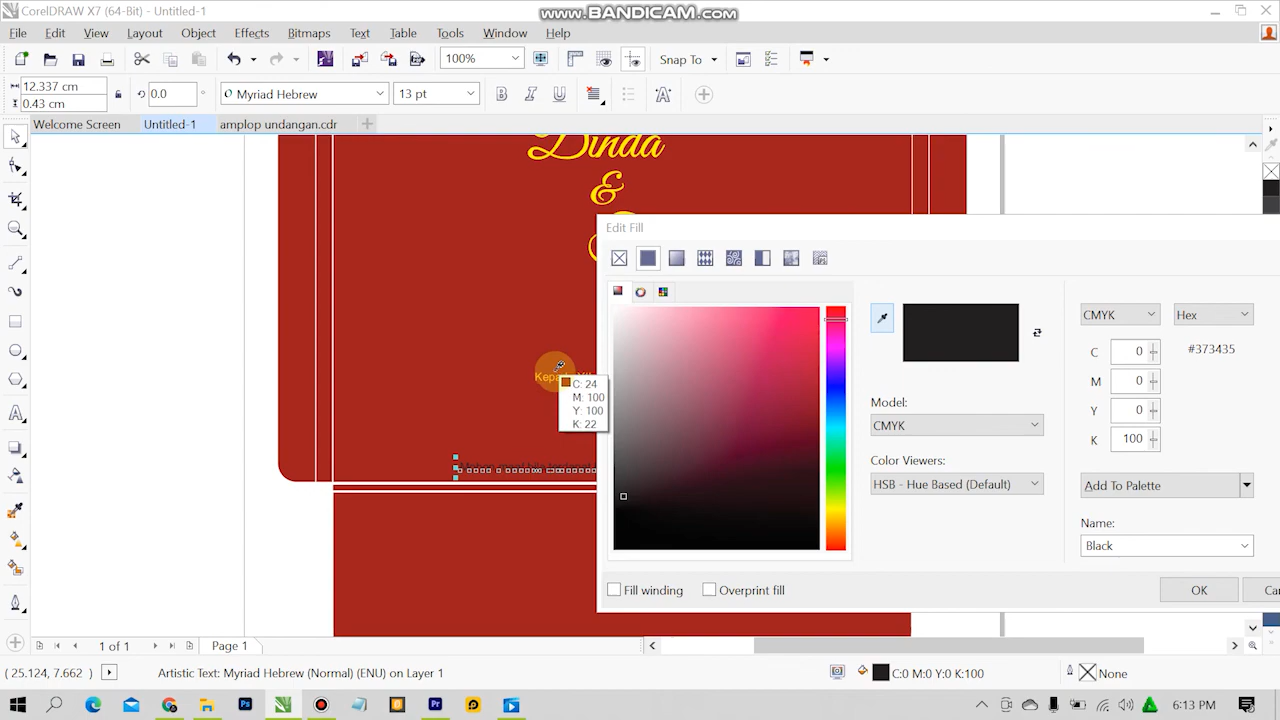 CorelDRAW X7 (64-Bit) - Untitled-1
www.BANDICAM.com
File Edit View Layout Object Effects Bitmaps Text Table Tools Window Help
100%
Snap To
12.337 cm
0.43 cm
0.0 °
Myriad Hebrew
13 pt
Welcome Screen
Untitled-1
amplop undangan.cdr
Dinda
&
Edit Fill
CMYK
Hex
C 0
#373435
M 0
Y 0
K 100
C: 24
M: 100
Y: 100
K: 22
Model:
CMYK
Color Viewers:
HSB - Hue Based (Default)
Add To Palette
Name:
Black
Fill winding
Overprint fill
OK
1 of 1
Page 1
(25.124, 7.662)
Artistic Text: Myriad Hebrew (Normal) (ENU) on Layer 1
C:0 M:0 Y:0 K:100
None
6:13 PM